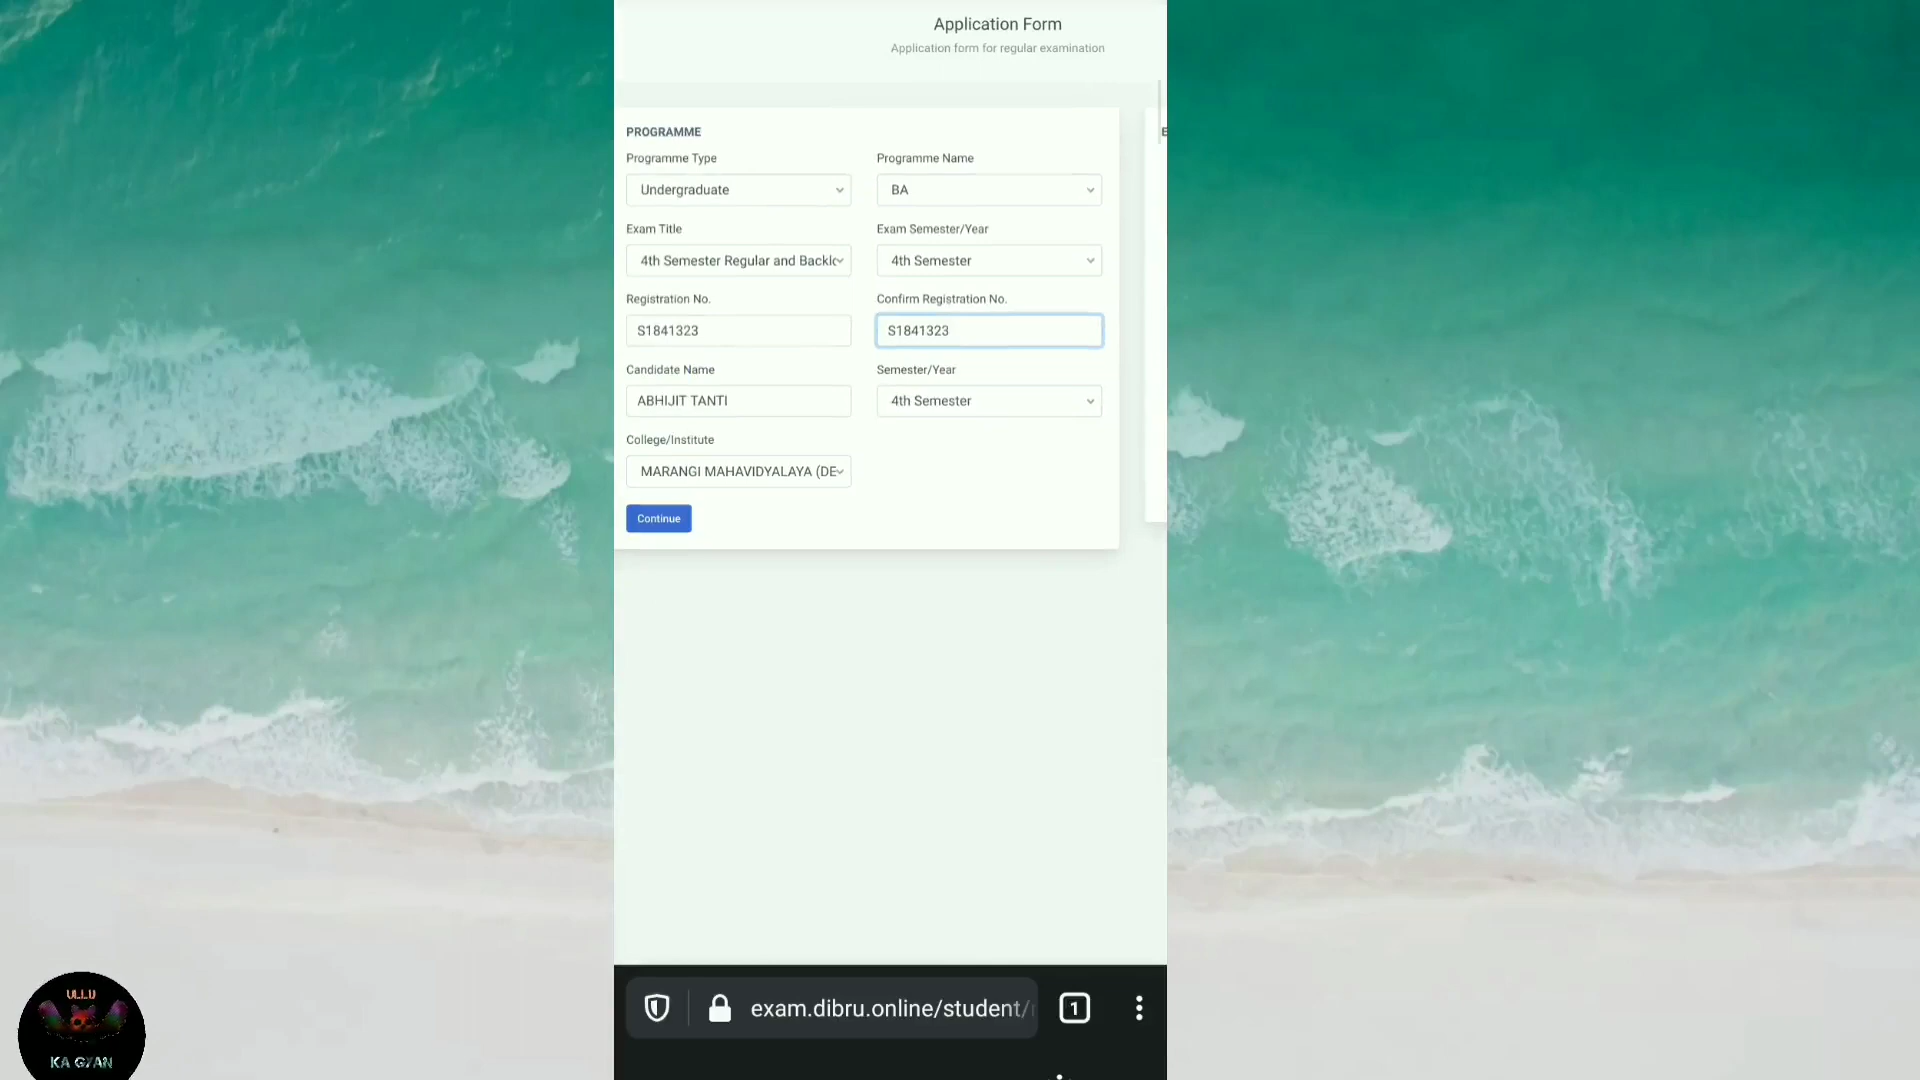 Application Form
Application form for regular examination
PROGRAMME
Programme Type
Programme Name
Undergraduate
BA
Exam Title
Exam Semester/Year
4th Semester Regular and Backlo
4th Semester
Registration No.
Confirm Registration No.
S1841323
S1841323
Candidate Name
Semester/Year
ABHIJIT TANTI
4th Semester
College/Institute
MARANGI MAHAVIDYALAYA (DE
Continue
exam.dibru.online/student/
1
ULLU
KA GYAN